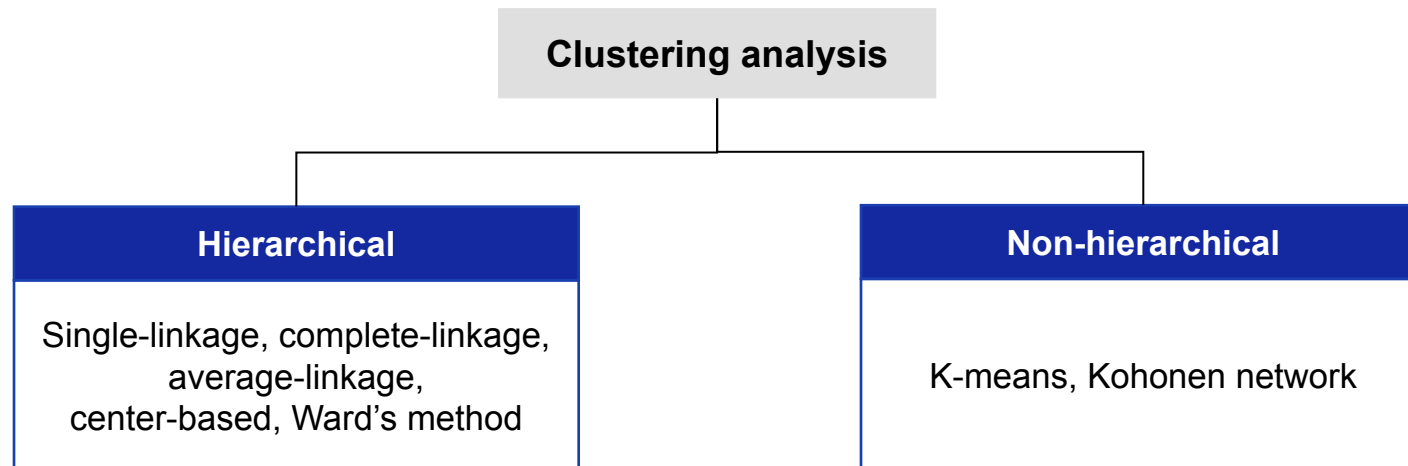 Clustering analysis
Hierarchical
Single-linkage, complete-linkage,
average-linkage,
center-based, Ward’s method
Non-hierarchical
K-means, Kohonen network